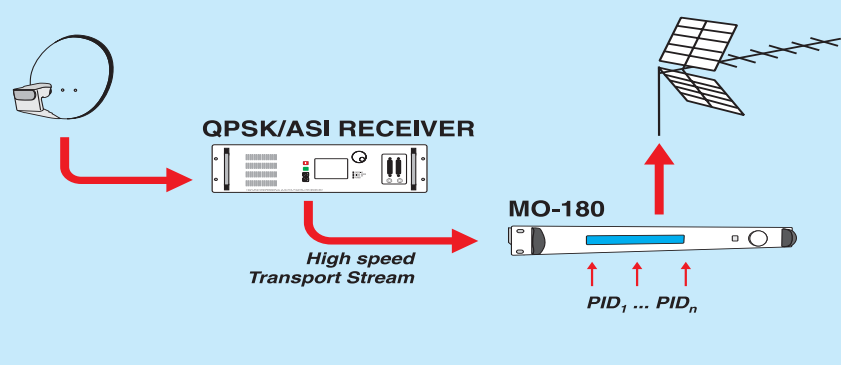 QPSK/ASI RECEIVER
MO-180
High speed
Transport Stream
PID₁ ... PIDₙ